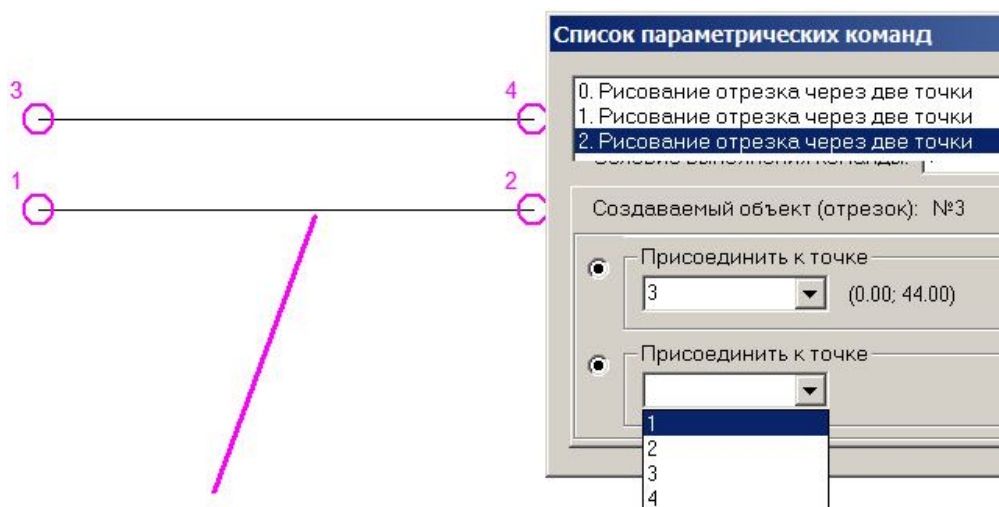 3
4
1
2
Список параметрических команд
0. Рисование отрезка через две точки
1. Рисование отрезка через две точки
2. Рисование отрезка через две точки
выполнения команды:
Создаваемый объект (отрезок): №3
Присоединить к точке
3 (0.00; 44.00)
Присоединить к точке
1
2
3
4